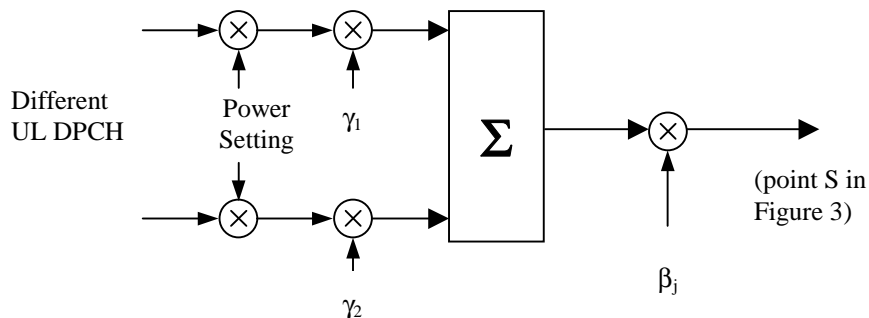 Different
UL DPCH
Power
Setting
γ1
Σ
(point S in
Figure 3)
βj
γ2